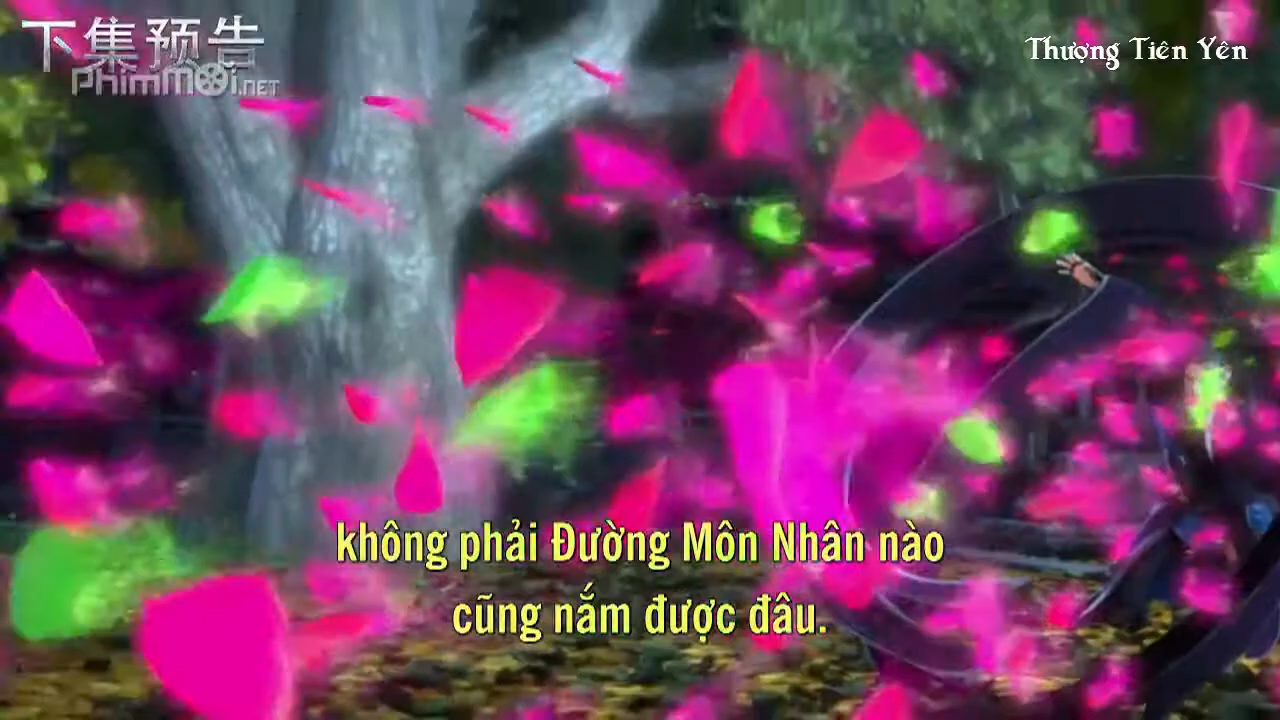 下集预告
PhimMoi.NET
Thượng Tiên Yên
không phải Đường Môn Nhân nào
cũng nắm được đâu.